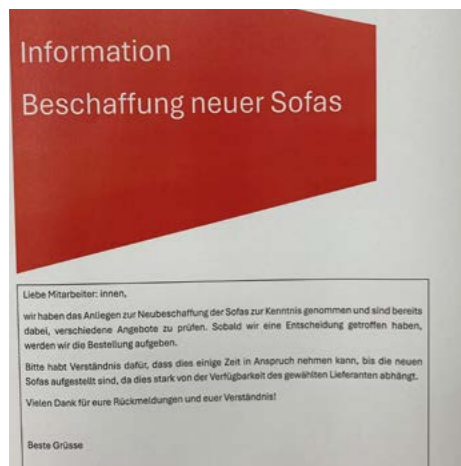 Information
Beschaffung neuer Sofas
Liebe Mitarbeiter: innen,
wir haben das Anliegen zur Neubeschaffung der Sofas zur Kenntnis genommen und sind bereits
dabei, verschiedene Angebote zu prüfen. Sobald wir eine Entscheidung getroffen haben,
werden wir die Bestellung aufgeben.
Bitte habt Verständnis dafür, dass dies einige Zeit in Anspruch nehmen kann, bis die neuen
Sofas aufgestellt sind, da dies stark von der Verfügbarkeit des gewählten Lieferanten abhängt.
Vielen Dank für eure Rückmeldungen und euer Verständnis!
Beste Grüsse